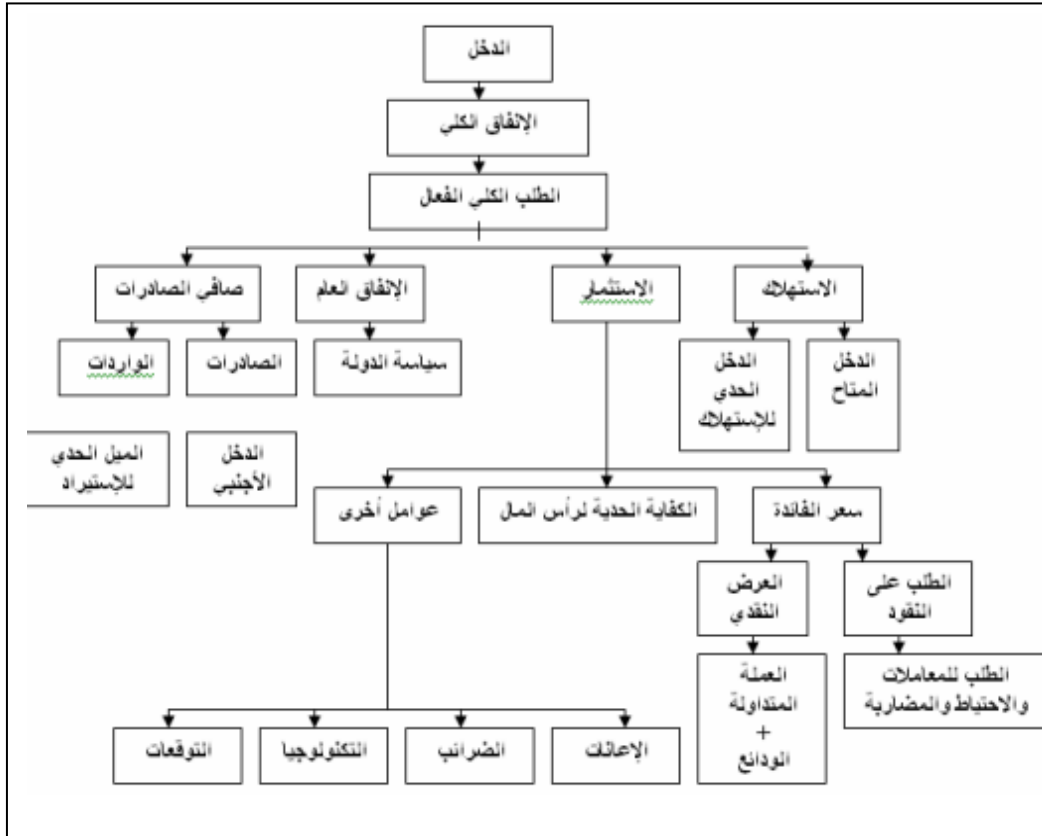 الدخل
الإنفاق الكلي
الطلب الكلي الفعال
الاستهلاك
الاستثمار
الإنفاق العام
صافي الصادرات
الدخل
المتاح
الدخل
الحدي
للإستهلاك
سياسة الدولة
الصادرات
الواردات
الدخل
الأجنبي
الميل الحدي
للإستيراد
سعر الفائدة
الكفاية الحدية لرأس المال
عوامل أخرى
الطلب على
النقود
العرض
النقدي
الطلب للمعاملات
والاحتياط والمضاربة
العملة
المتداولة
+
الودائع
الإعانات
الضرائب
التكنولوجيا
التوقعات